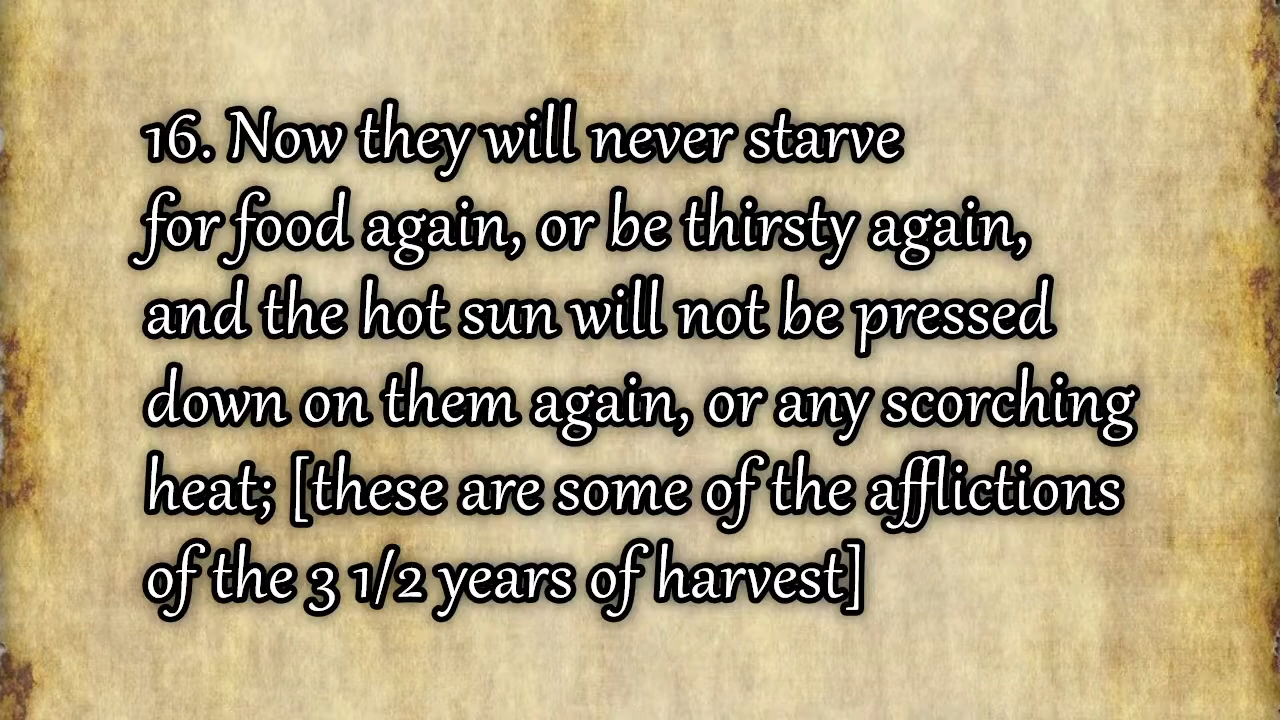 16. Now they will never starve
for food again, or be thirsty again,
and the hot sun will not be pressed
down on them again, or any scorching
heat; [these are some of the afflictions
of the 3 1/2 years of harvest]